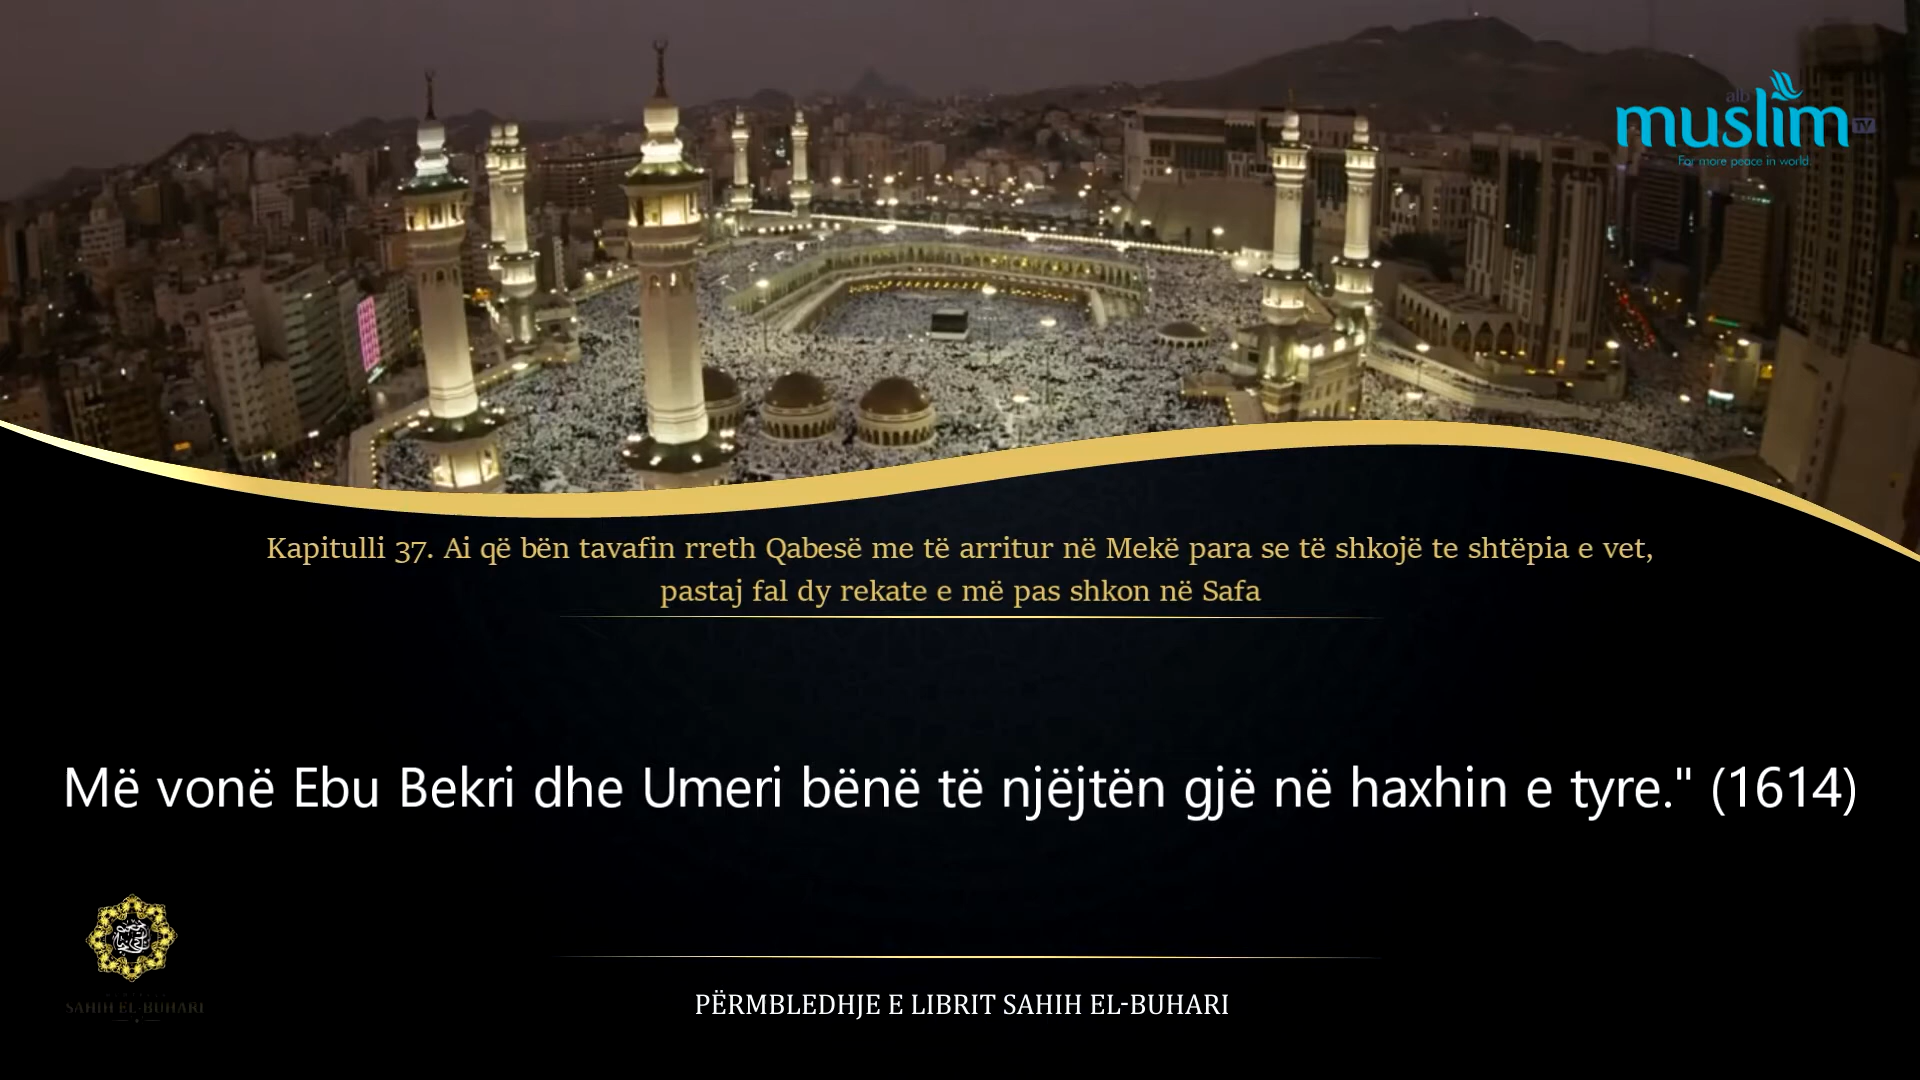 alb
muslim TV
For more peace in world.
Kapitulli 37. Ai që bën tavafin rreth Qabesë me të arritur në Mekë para se të shkojë te shtëpia e vet,
pastaj fal dy rekate e më pas shkon në Safa
Më vonë Ebu Bekri dhe Umeri bënë të njëjtën gjë në haxhin e tyre." (1614)
SAHIH EL-BUHARI
PËRMBLEDHJE E LIBRIT SAHIH EL-BUHARI